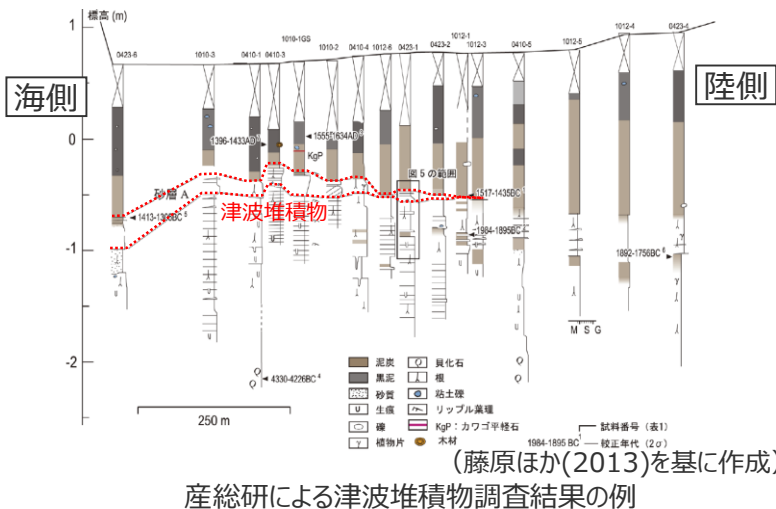 標高 (m)
1
0
-1
-2
海側
陸側
0423-6
1010-3
0410-1
0410-3
1010-1GS
1010-2
0410-4
1012-6
0423-1
0423-2
1012-1
1012-3
0410-5
1012-5
1012-4
0423-4
1396-1433AD
1555-1634AD
KgP
図5の範囲
砂層 A
津波堆積物
1517-1435BC
1984-1895BC
1892-1756BC 6
4330-4226BC 4
M S G
250 m
泥炭
黒泥
砂質
生痕
礫
植物片
貝化石
根
粘土礫
リップル葉理
KgP:カワゴ平軽石
木材
試料番号(表1)
1984-1895 BC 較正年代(2σ)
(藤原ほか(2013)を基に作成)
産総研による津波堆積物調査結果の例